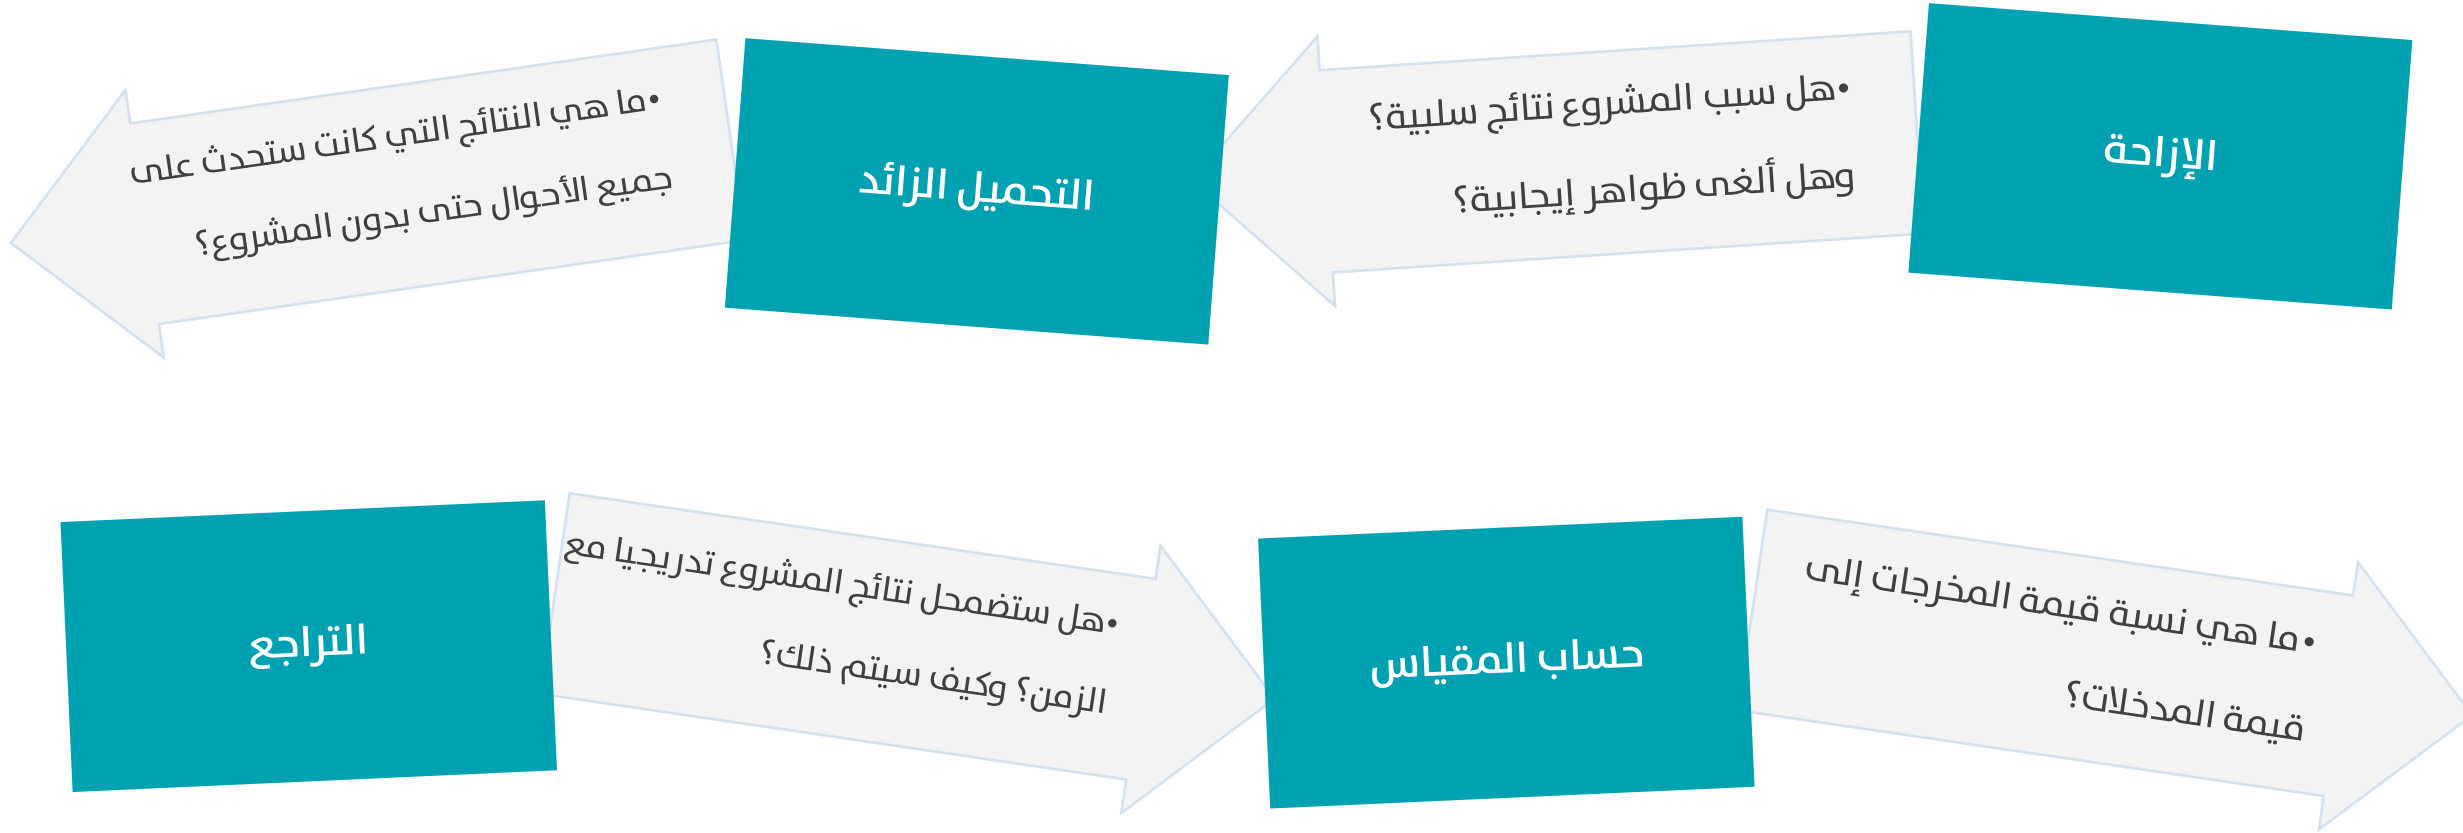 الإزاحة
•هل سبب المشروع نتائج سلبية؟
وهل ألغى ظواهر إيجابية؟
التحميل الزائد
•ما هي النتائج التي كانت ستحدث على
جميع الأحوال حتى بدون المشروع؟
التراجع
•هل ستضمحل نتائج المشروع تدريجيا مع
الزمن؟ وكيف سيتم ذلك؟
حساب المقياس
•ما هي نسبة قيمة المخرجات إلى
قيمة المدخلات؟